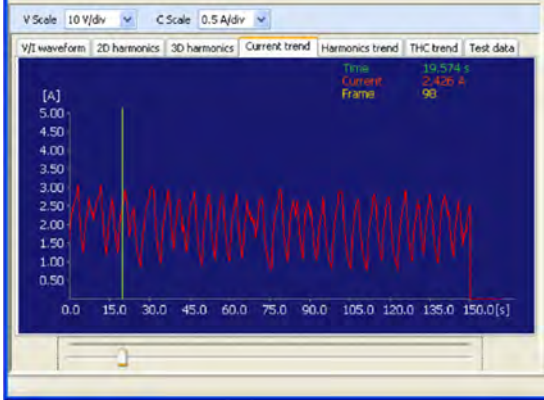 V Scale 10 V/div C Scale 0.5 A/div
V/I waveform 2D harmonics 3D harmonics Current trend Harmonics trend THC trend Test data
Time 19,574 s
Current 2,426 A
Frame 98
[A]
5.00
4.50
4.00
3.50
3.00
2.50
2.00
1.50
1.00
0.50
0.0 15.0 30.0 45.0 60.0 75.0 90.0 105.0 120.0 135.0 150.0[s]